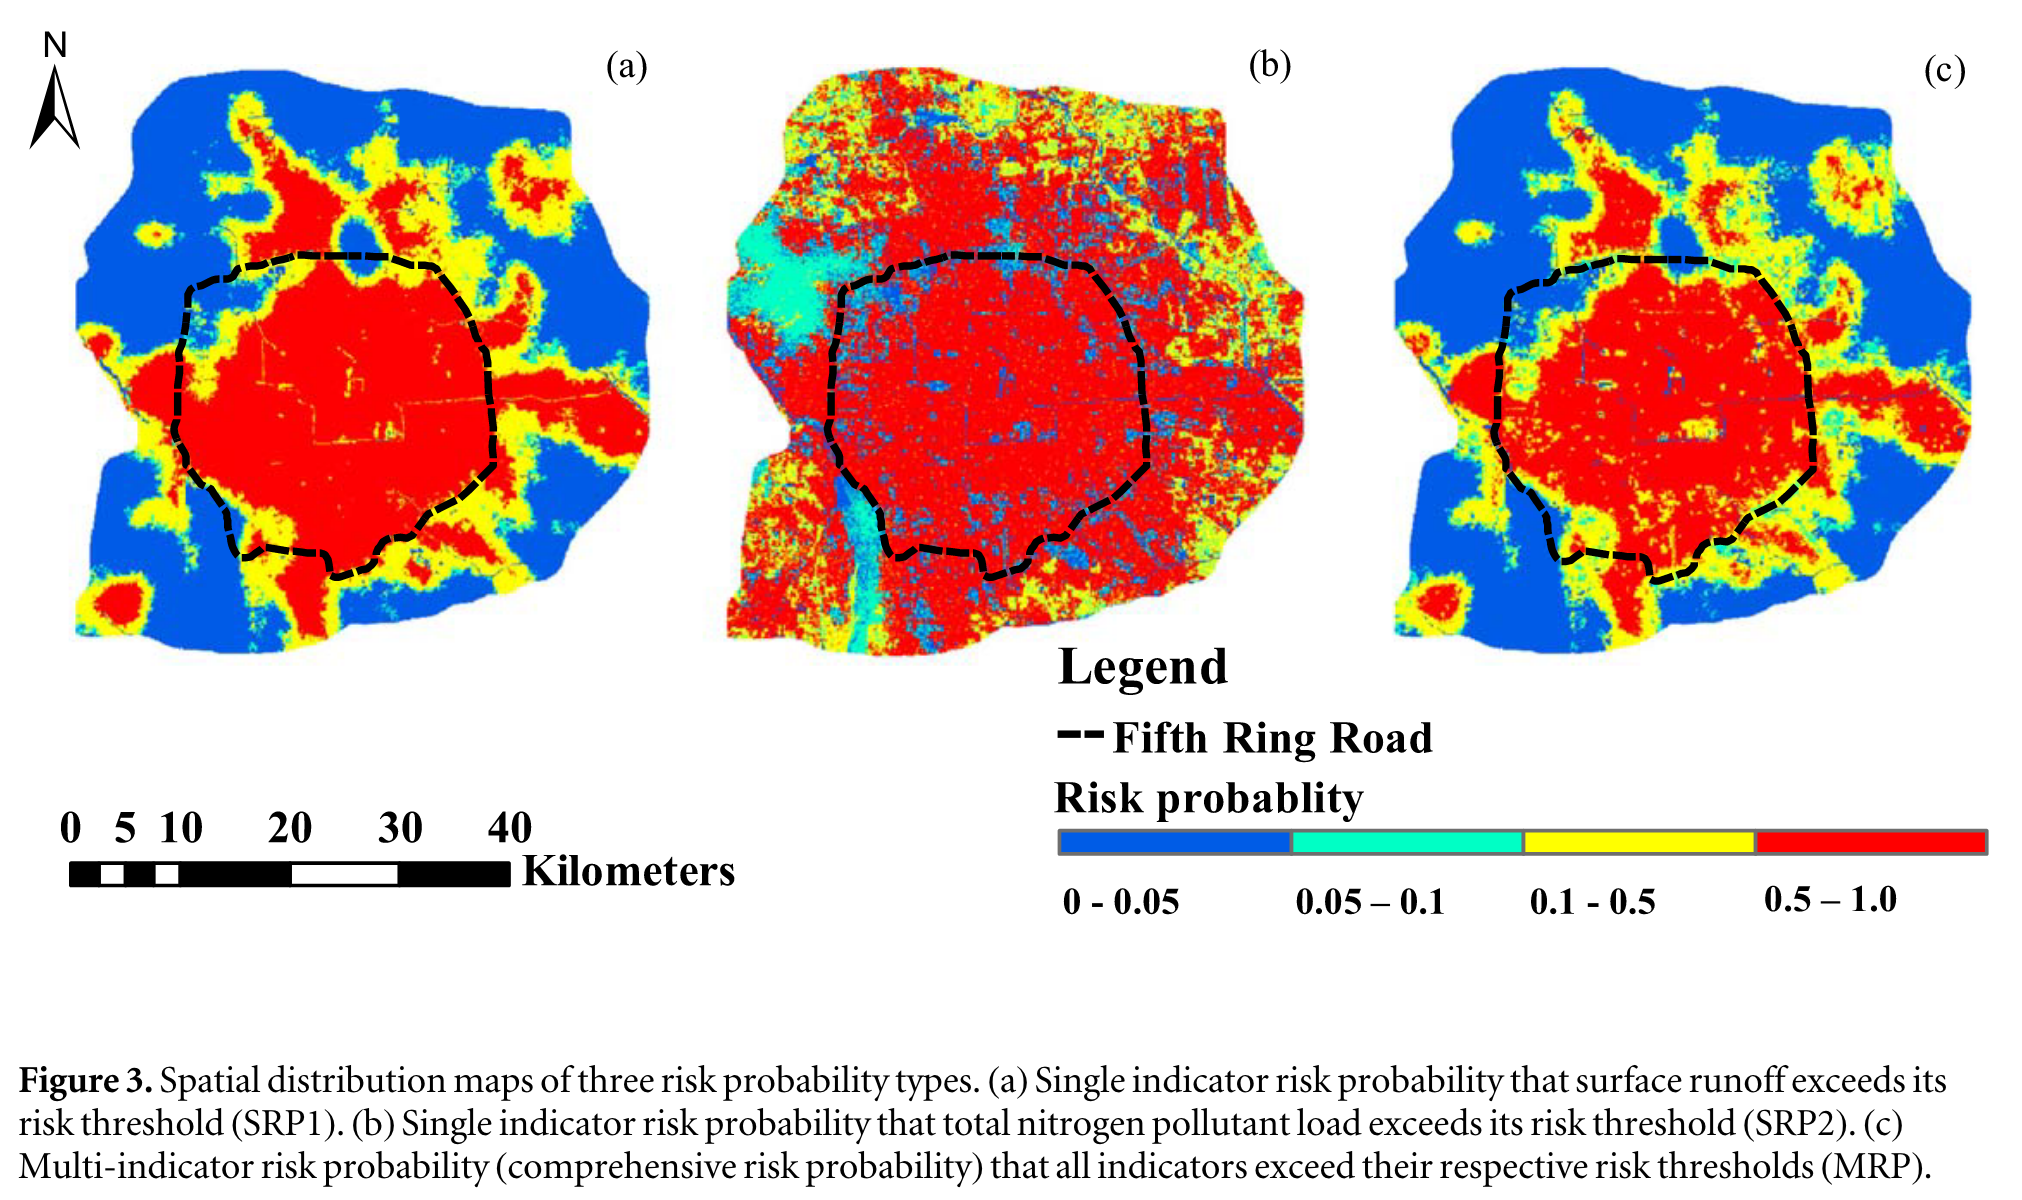 N
(a)
(b)
(c)
Legend
Fifth Ring Road
Risk probablity
0 5 10 20 30 40
Kilometers
0 - 0.05 0.05 – 0.1 0.1 - 0.5 0.5 – 1.0
Figure 3. Spatial distribution maps of three risk probability types. (a) Single indicator risk probability that surface runoff exceeds its
risk threshold (SRP1). (b) Single indicator risk probability that total nitrogen pollutant load exceeds its risk threshold (SRP2). (c)
Multi-indicator risk probability (comprehensive risk probability) that all indicators exceed their respective risk thresholds (MRP).